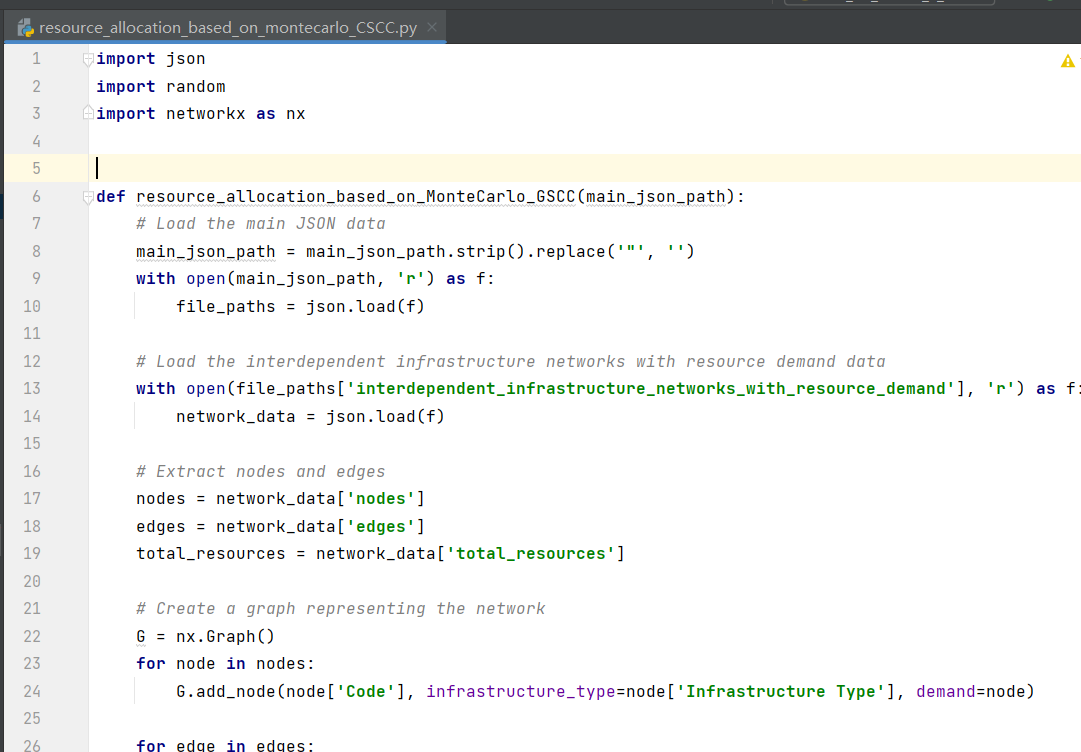 resource_allocation_based_on_montecarlo_CSCC.py
1 import json
2 import random
3 import networkx as nx
4
5
6 def resource_allocation_based_on_MonteCarlo_GSCC(main_json_path):
7 # Load the main JSON data
8 main_json_path = main_json_path.strip().replace('"', '')
9 with open(main_json_path, 'r') as f:
10 file_paths = json.load(f)
11
12 # Load the interdependent infrastructure networks with resource demand data
13 with open(file_paths['interdependent_infrastructure_networks_with_resource_demand'], 'r') as f:
14 network_data = json.load(f)
15
16 # Extract nodes and edges
17 nodes = network_data['nodes']
18 edges = network_data['edges']
19 total_resources = network_data['total_resources']
20
21 # Create a graph representing the network
22 G = nx.Graph()
23 for node in nodes:
24 G.add_node(node['Code'], infrastructure_type=node['Infrastructure Type'], demand=node)
25
26 for edge in edges: